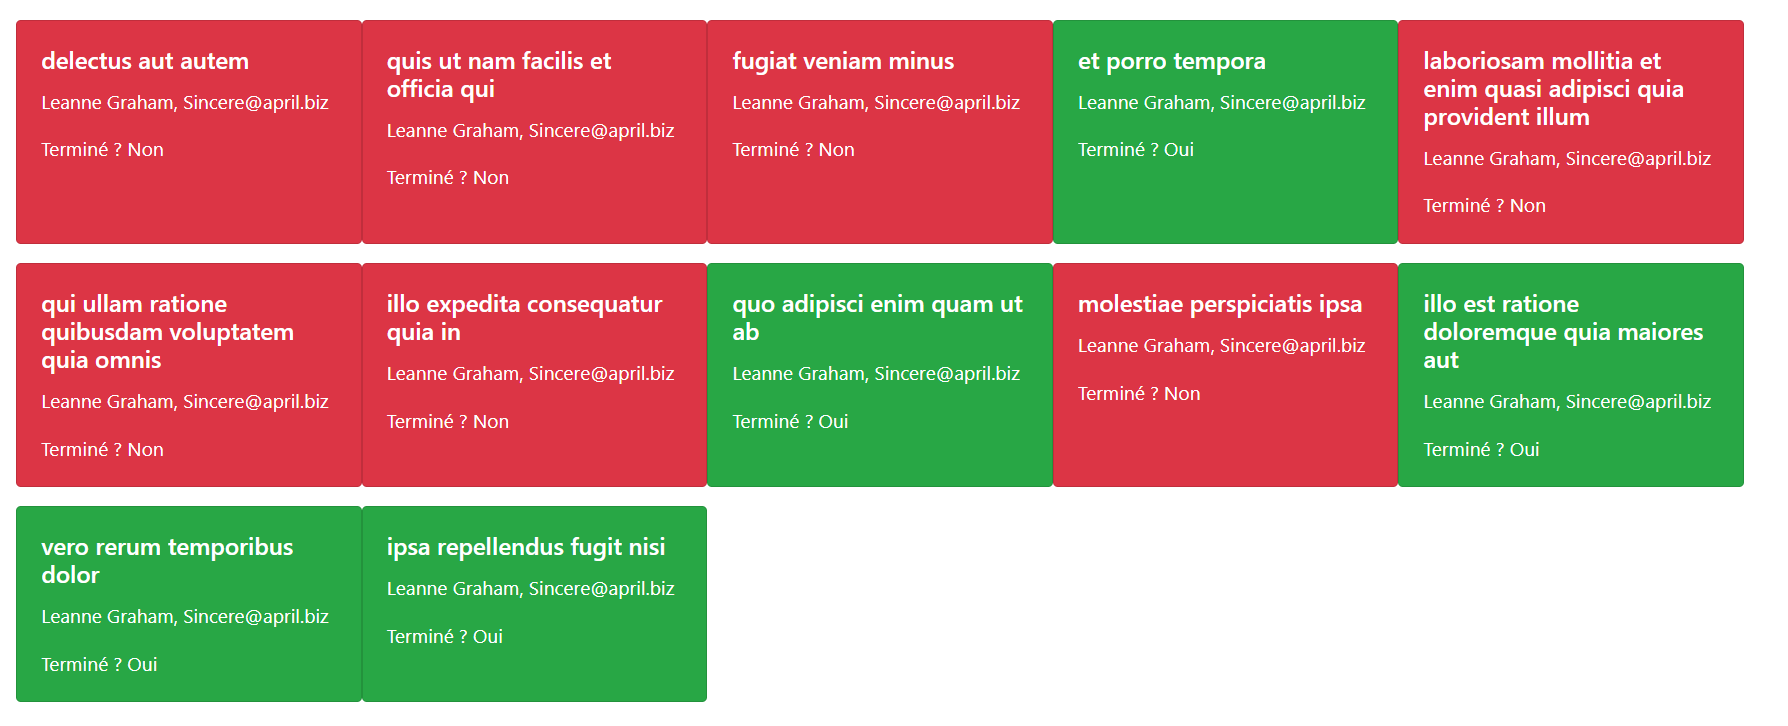 delectus aut autem
Leanne Graham, Sincere@april.biz
Terminé ? Non
quis ut nam facilis et
officia qui
Leanne Graham, Sincere@april.biz
Terminé ? Non
fugiat veniam minus
Leanne Graham, Sincere@april.biz
Terminé ? Non
et porro tempora
Leanne Graham, Sincere@april.biz
Terminé ? Oui
laboriosam mollitia et
enim quasi adipisci quia
provident illum
Leanne Graham, Sincere@april.biz
Terminé ? Non
qui ullam ratione
quibusdam voluptatem
quia omnis
Leanne Graham, Sincere@april.biz
Terminé ? Non
illo expedita consequatur
quia in
Leanne Graham, Sincere@april.biz
Terminé ? Non
quo adipisci enim quam ut
ab
Leanne Graham, Sincere@april.biz
Terminé ? Oui
molestiae perspiciatis ipsa
Leanne Graham, Sincere@april.biz
Terminé ? Non
illo est ratione
doloremque quia maiores
aut
Leanne Graham, Sincere@april.biz
Terminé ? Oui
vero rerum temporibus
dolor
Leanne Graham, Sincere@april.biz
Terminé ? Oui
ipsa repellendus fugit nisi
Leanne Graham, Sincere@april.biz
Terminé ? Oui